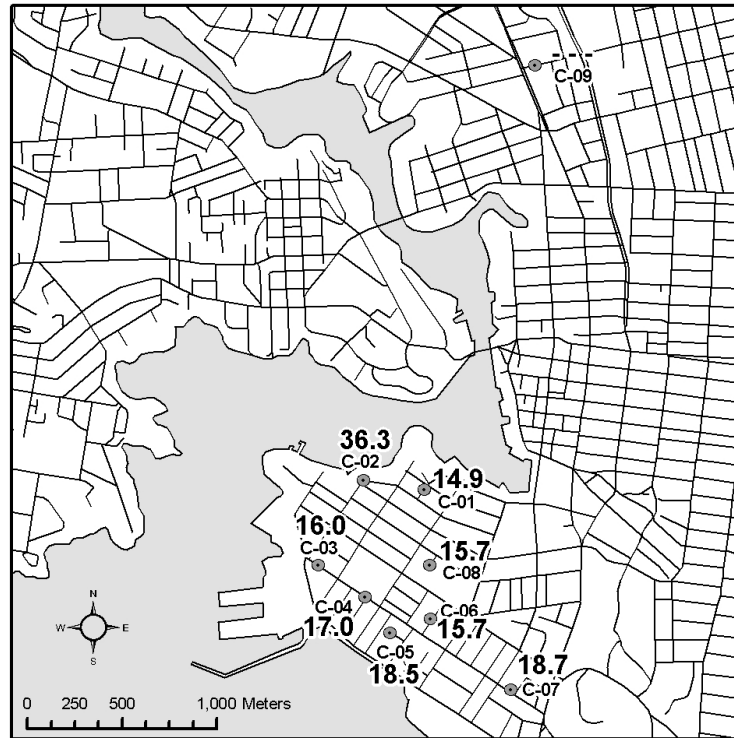 ----
C-09
36.3
C-02
14.9
C-01
16.0
C-03
15.7
C-08
C-04
17.0
C-06
15.7
C-05
18.5
18.7
C-07
N
W E
S
0 250 500 1,000 Meters